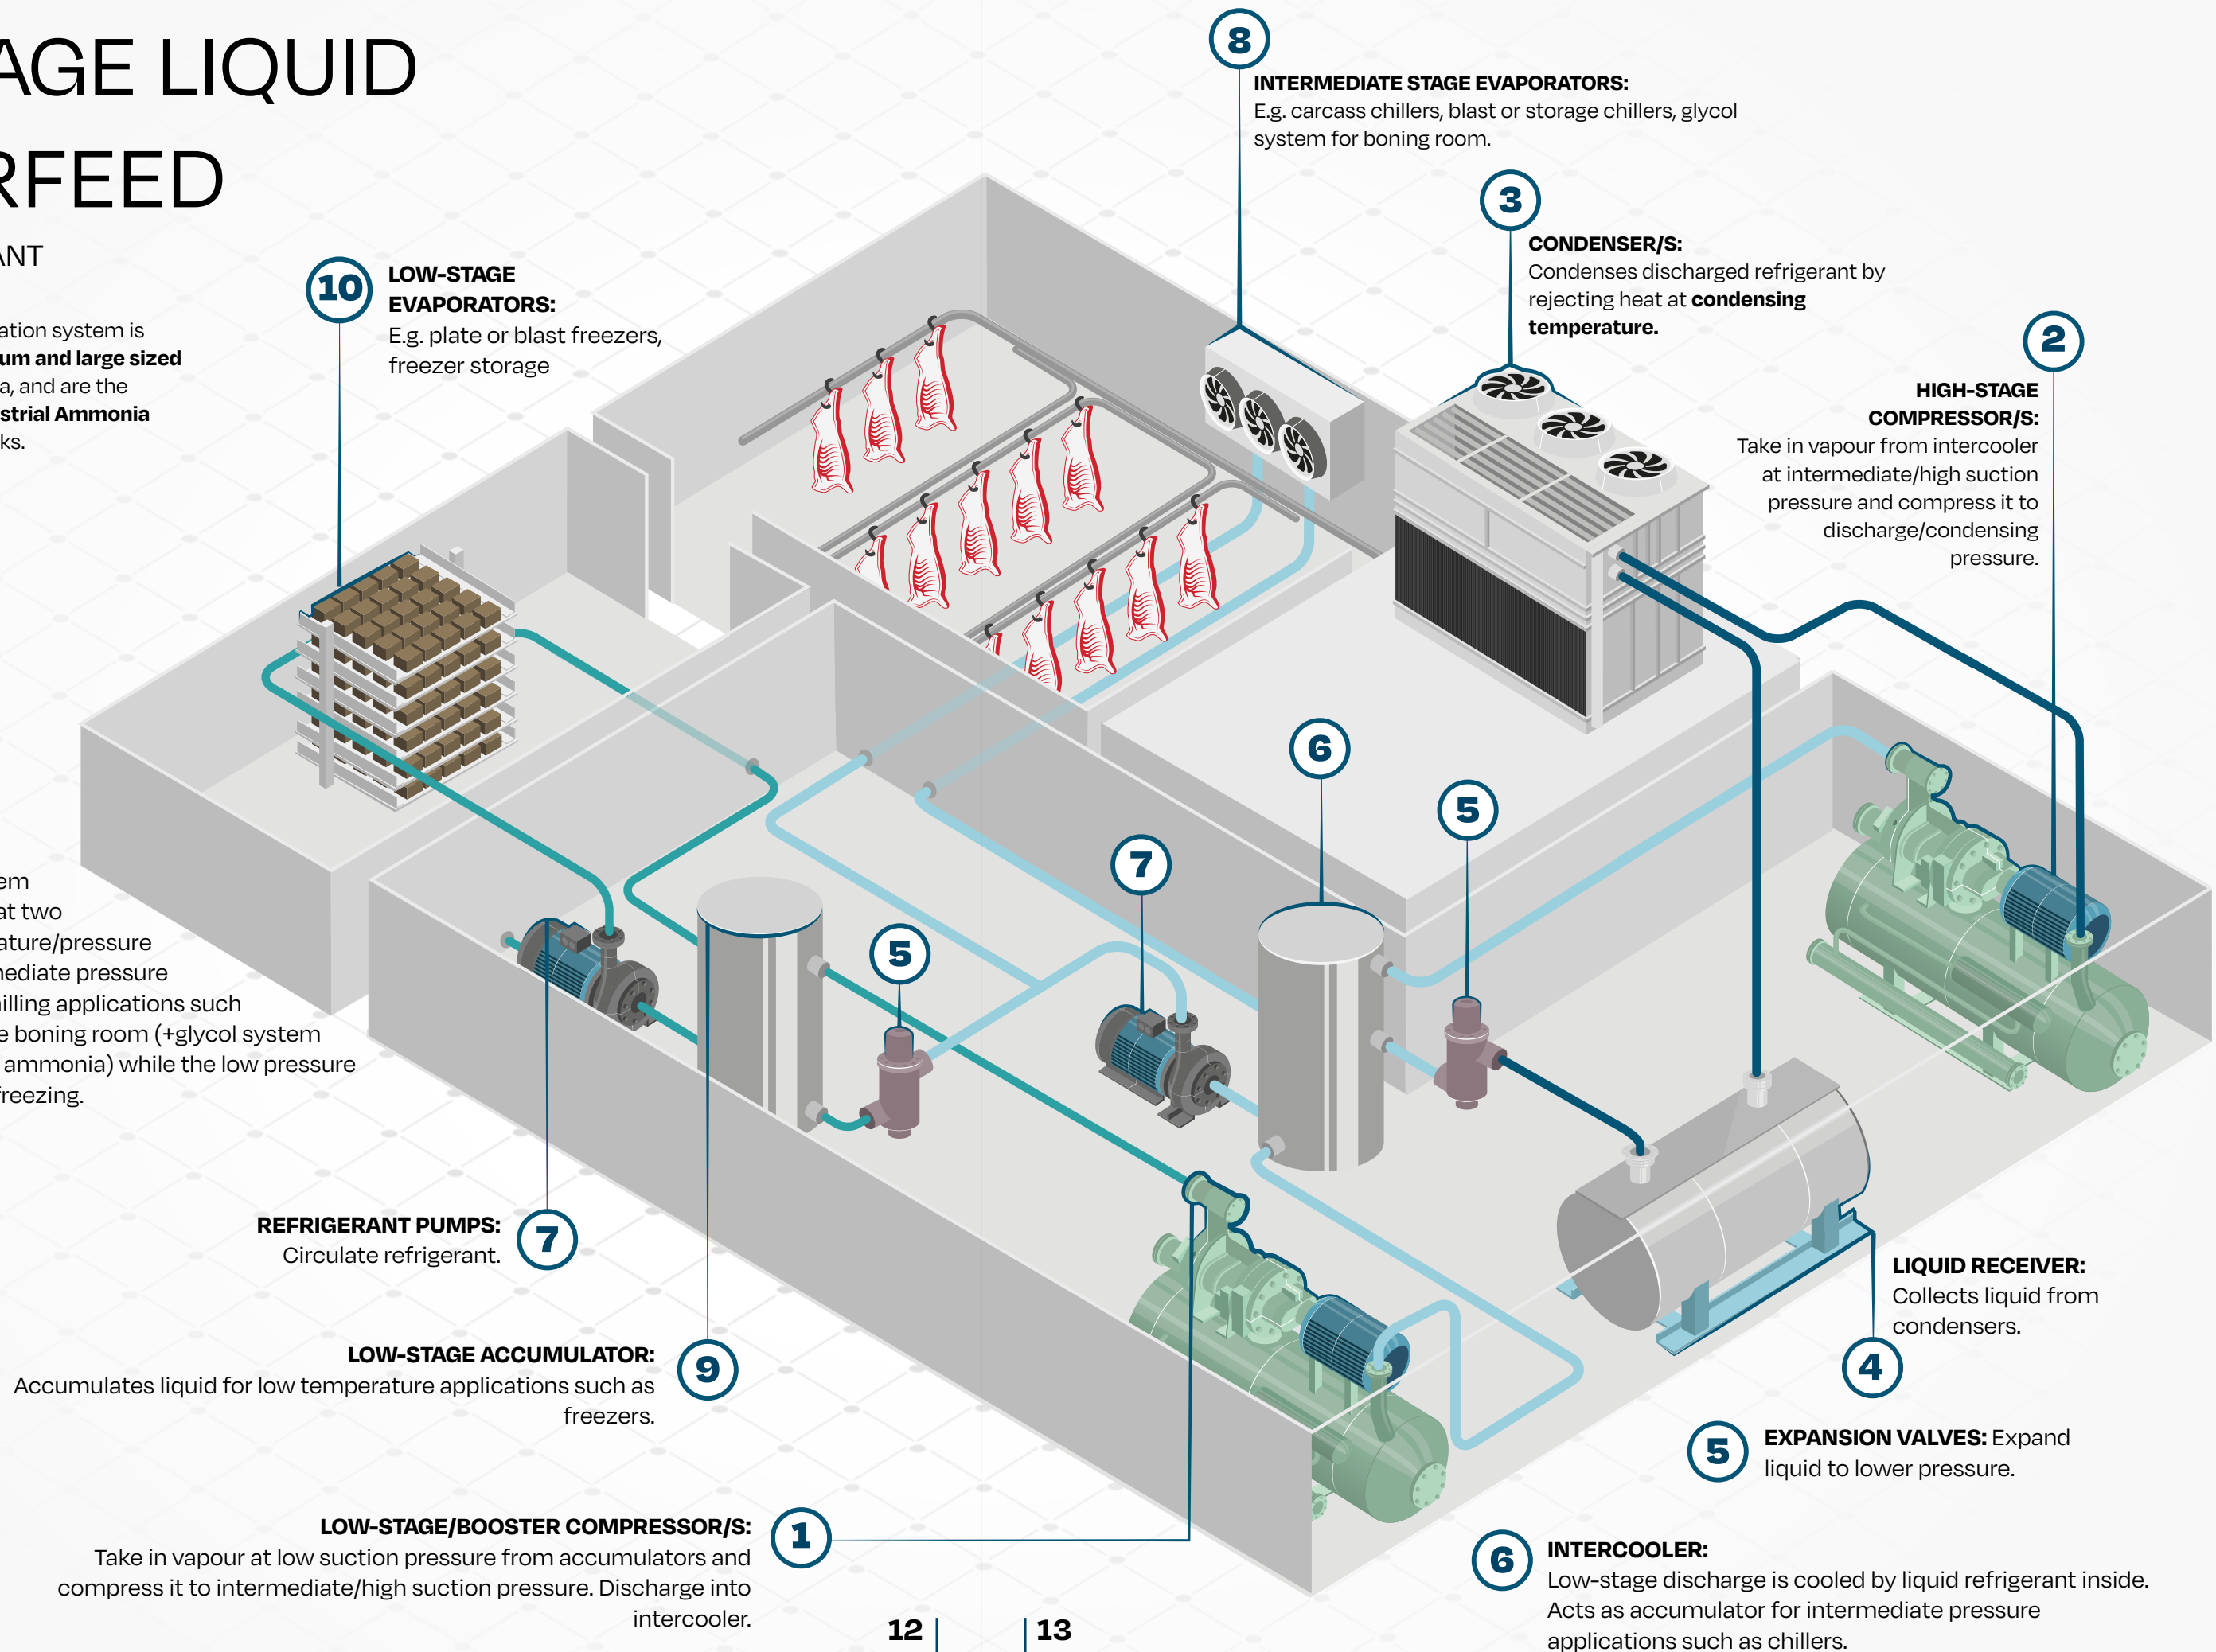 AGE LIQUID
RFEED
ANT
ation system is
um and large sized
a, and are the
strial Ammonia
ks.
10
LOW-STAGE
EVAPORATORS:
E.g. plate or blast freezers,
freezer storage
8
INTERMEDIATE STAGE EVAPORATORS:
E.g. carcass chillers, blast or storage chillers, glycol
system for boning room.
3
CONDENSER/S:
Condenses discharged refrigerant by
rejecting heat at condensing
temperature.
2
HIGH-STAGE
COMPRESSOR/S:
Take in vapour from intercooler
at intermediate/high suction
pressure and compress it to
discharge/condensing
pressure.
6
5
7
5
em
at two
ature/pressure
mediate pressure
illing applications such
e boning room (+glycol system
ammonia) while the low pressure
freezing.
REFRIGERANT PUMPS:
Circulate refrigerant.
7
LOW-STAGE ACCUMULATOR:
Accumulates liquid for low temperature applications such as
freezers.
9
LOW-STAGE/BOOSTER COMPRESSOR/S:
Take in vapour at low suction pressure from accumulators and
compress it to intermediate/high suction pressure. Discharge into
intercooler.
1
LIQUID RECEIVER:
Collects liquid from
condensers.
4
5
EXPANSION VALVES: Expand
liquid to lower pressure.
6
INTERCOOLER:
Low-stage discharge is cooled by liquid refrigerant inside.
Acts as accumulator for intermediate pressure
applications such as chillers.
12
13